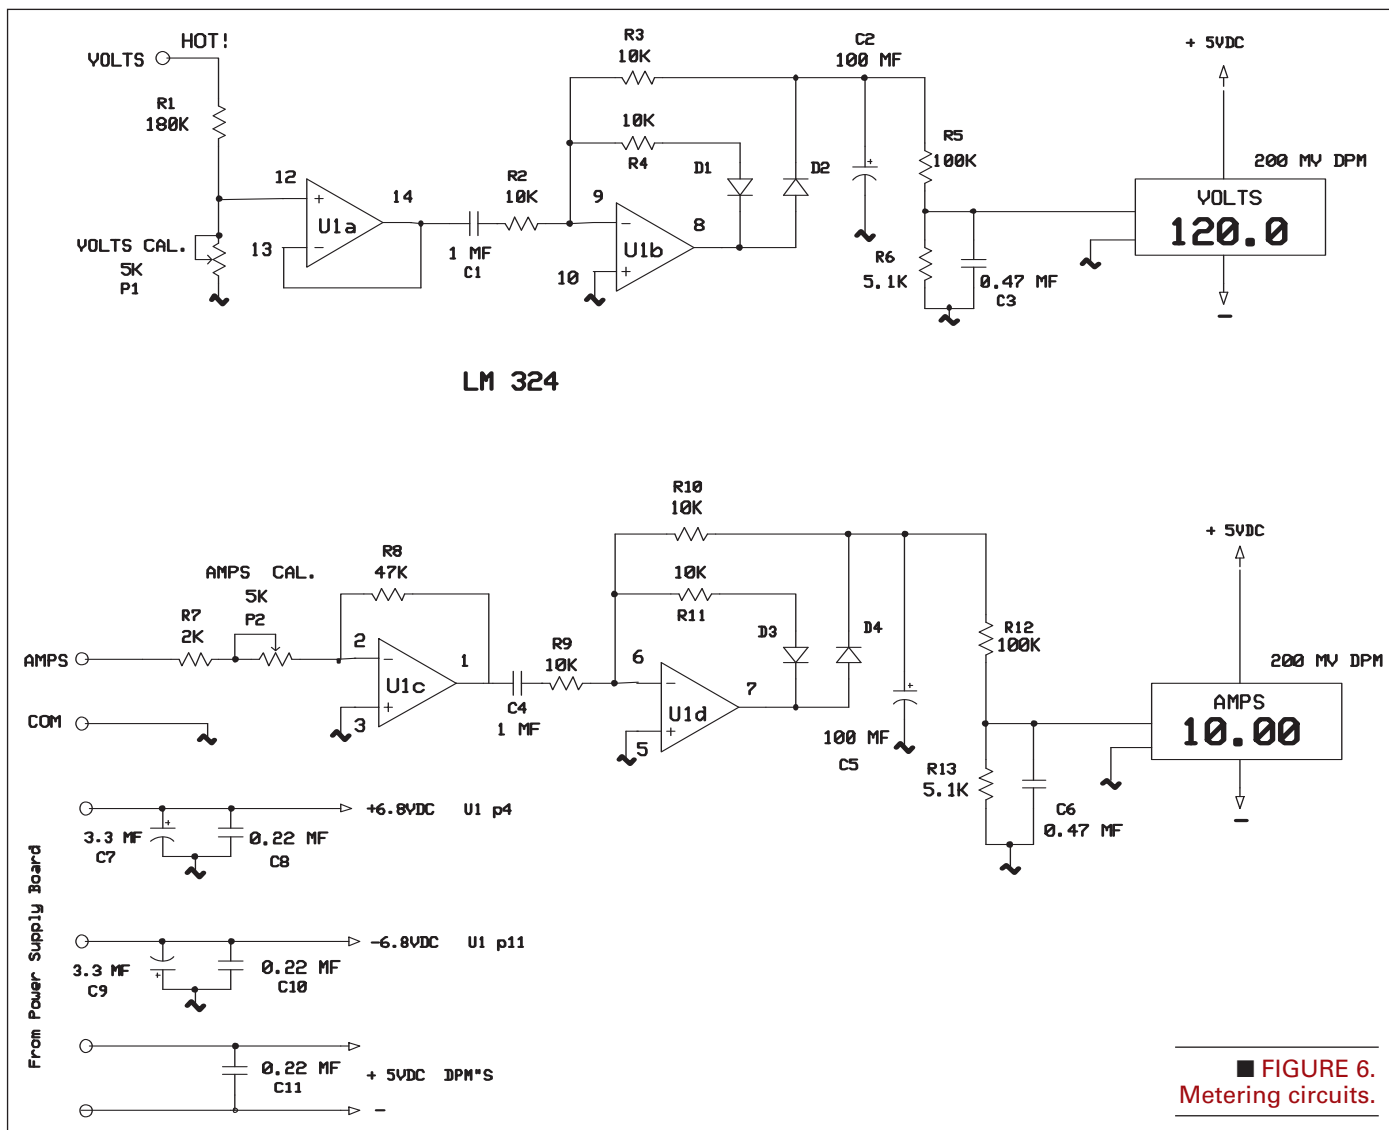 HOT!
VOLTS
R1
180K
VOLTS CAL.
5K
P1
12
13
14
U1a
1 MF
C1
R2
10K
R3
10K
10K
R4
9
10
8
U1b
D1
D2
C2
100 MF
R5
100K
R6
5.1K
0.47 MF
C3
+ 5VDC
200 MV DPM
VOLTS
120.0
−
LM 324
AMPS CAL.
5K
P2
R7
2K
AMPS
COM
R8
47K
2
3
1
U1c
C4
1 MF
R9
10K
R10
10K
10K
R11
6
5
7
U1d
D3
D4
100 MF
C5
R12
100K
R13
5.1K
C6
0.47 MF
+ 5VDC
200 MV DPM
AMPS
10.00
−
From Power Supply Board
3.3 MF
C7
0.22 MF
C8
+6.8VDC U1 p4
3.3 MF
C9
0.22 MF
C10
-6.8VDC U1 p11
0.22 MF
C11
+ 5VDC DPM"S
−
■ FIGURE 6.
Metering circuits.